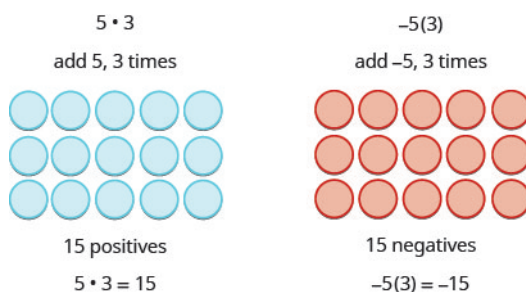 5 • 3
add 5, 3 times
15 positives
5 • 3 = 15
–5(3)
add –5, 3 times
15 negatives
–5(3) = –15